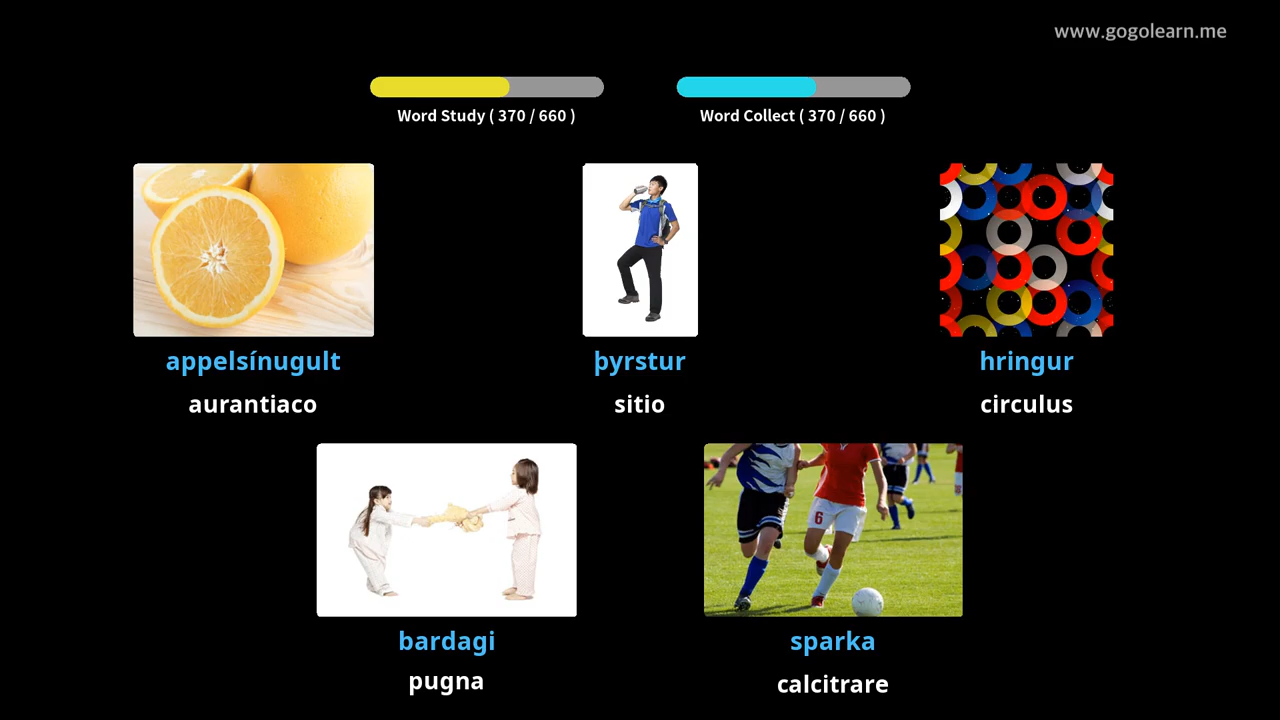 www.gogolearn.me
Word Study ( 370 / 660 )
Word Collect ( 370 / 660 )
appelsínugult
aurantiaco
þyrstur
sitio
hringur
circulus
6
bardagi
pugna
sparka
calcitrare